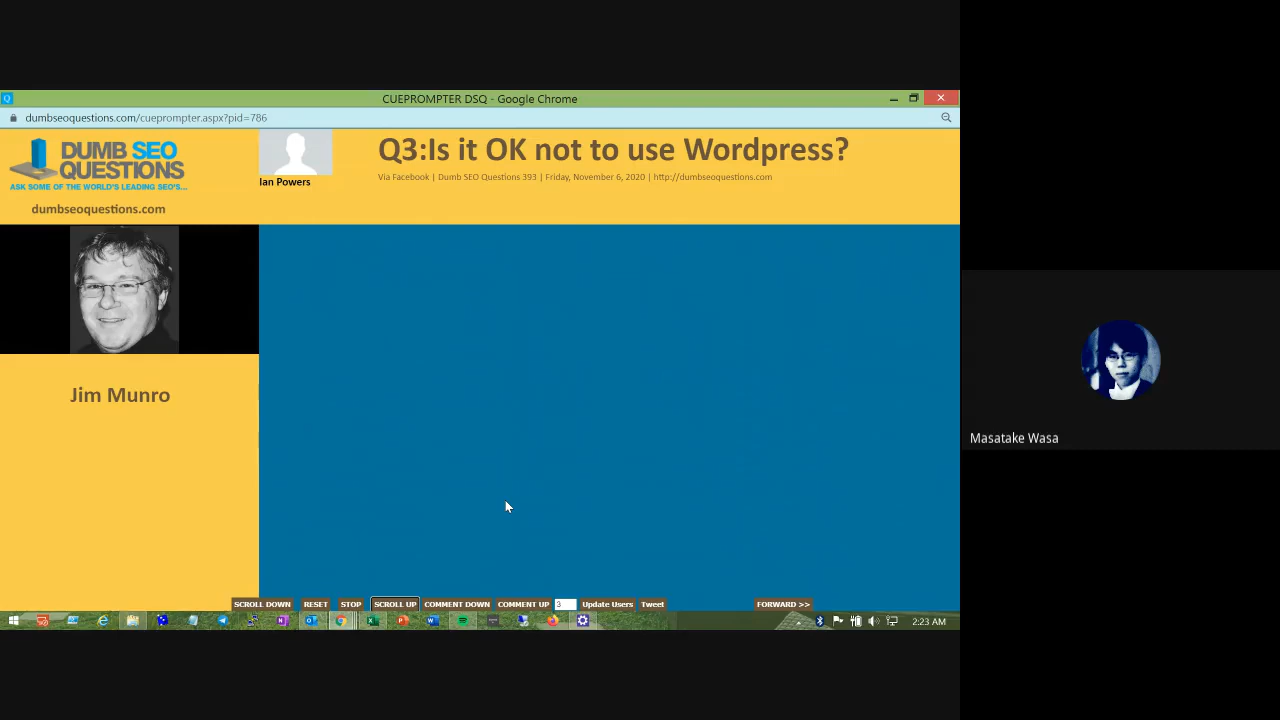 CUEPROMPTER DSQ - Google Chrome
dumbseoquestions.com/cueprompter.aspx?pid=786
DUMB SEO
QUESTIONS
ASK SOME OF THE WORLD'S LEADING SEO'S...
dumbseoquestions.com
Ian Powers
Q3:Is it OK not to use Wordpress?
Via Facebook | Dumb SEO Questions 393 | Friday, November 6, 2020 | http://dumbseoquestions.com
Jim Munro
Masatake Wasa
SCROLL DOWN RESET STOP SCROLL UP COMMENT DOWN COMMENT UP 3 Update Users Tweet FORWARD >>
2:23 AM